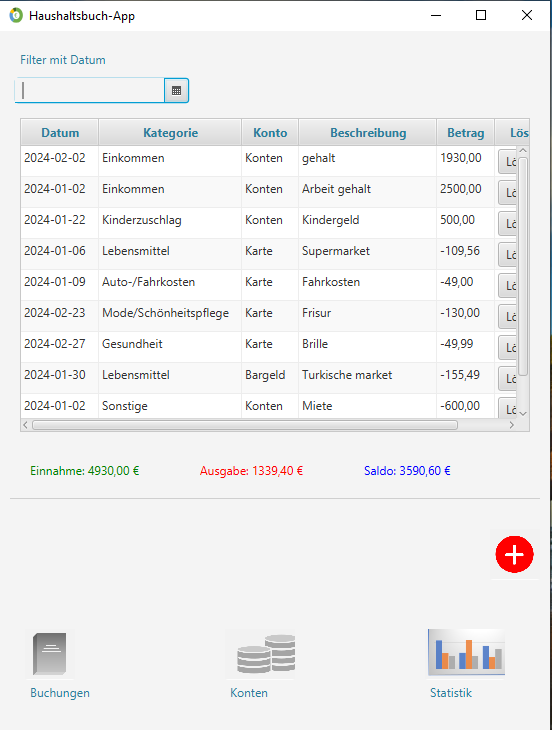 Haushaltsbuch-App
Filter mit Datum
Datum Kategorie Konto Beschreibung Betrag Lös
2024-02-02 Einkommen Konten gehalt 1930,00 Lö
2024-01-02 Einkommen Konten Arbeit gehalt 2500,00 Lö
2024-01-22 Kinderzuschlag Konten Kindergeld 500,00 Lö
2024-01-06 Lebensmittel Karte Supermarket -109,56 Lö
2024-01-09 Auto-/Fahrkosten Karte Fahrkosten -49,00 Lö
2024-02-23 Mode/Schönheitspflege Karte Frisur -130,00 Lö
2024-02-27 Gesundheit Karte Brille -49,99 Lö
2024-01-30 Lebensmittel Bargeld Turkische market -155,49 Lö
2024-01-02 Sonstige Konten Miete -600,00 Lö
Einnahme: 4930,00 € Ausgabe: 1339,40 € Saldo: 3590,60 €
Buchungen Konten Statistik